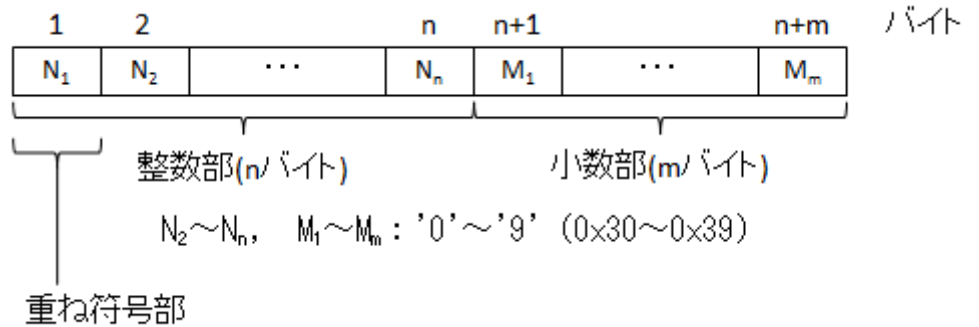 1 2 n n+1 n+m バイト
N₁ N₂ ··· Nₙ M₁ ··· Mₘ
整数部(nバイト) 小数部(mバイト)
N₂～Nₙ, M₁～Mₘ : '0'～'9' (0x30～0x39)
重ね符号部